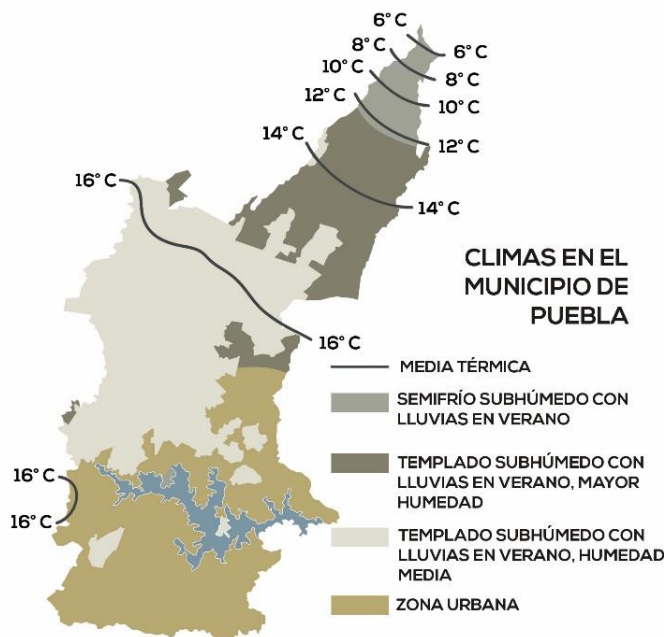 6° C
6° C
8° C
8° C
10° C
10° C
12° C
12° C
14° C
14° C
16° C
16° C
16° C
16° C
CLIMAS EN EL
MUNICIPIO DE
PUEBLA
MEDIA TÉRMICA
SEMIFRÍO SUBHÚMEDO CON
LLUVIAS EN VERANO
TEMPLADO SUBHÚMEDO CON
LLUVIAS EN VERANO, MAYOR
HUMEDAD
TEMPLADO SUBHÚMEDO CON
LLUVIAS EN VERANO, HUMEDAD
MEDIA
ZONA URBANA